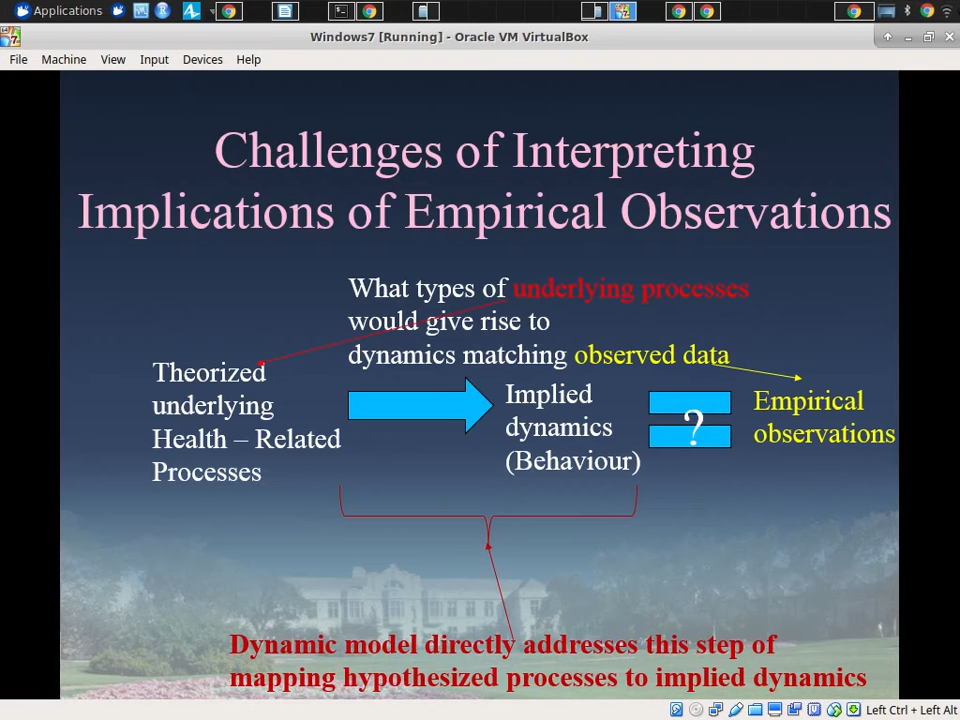 Applications
Windows7 [Running] - Oracle VM VirtualBox
File Machine View Input Devices Help
Challenges of Interpreting
Implications of Empirical Observations
What types of underlying processes
would give rise to
dynamics matching observed data
Theorized
underlying
Health – Related
Processes
Implied
dynamics
(Behaviour)
?
Empirical
observations
Dynamic model directly addresses this step of
mapping hypothesized processes to implied dynamics
Left Ctrl + Left Alt